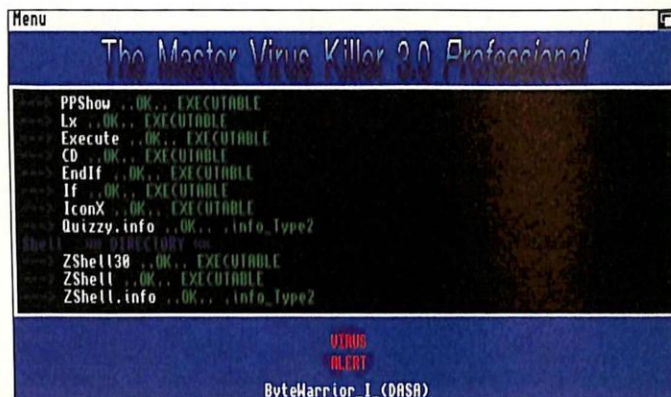 Menu
The Master Virus Killer 3.0 Professional
---> PPShow ..OK.. EXECUTABLE
---> Lx ..OK.. EXECUTABLE
---> Execute ..OK.. EXECUTABLE
---> CD ..OK.. EXECUTABLE
---> EndIf ..OK.. EXECUTABLE
---> If ..OK.. EXECUTABLE
---> IconX ..OK.. EXECUTABLE
---> Quizzy.info ..OK.. .info_Type2
Shell DIRECTORY
---> ZShell30 ..OK.. EXECUTABLE
---> ZShell ..OK.. EXECUTABLE
---> ZShell.info ..OK.. .info_Type2
VIRUS
ALERT
ByteWarrior_I_(DASA)